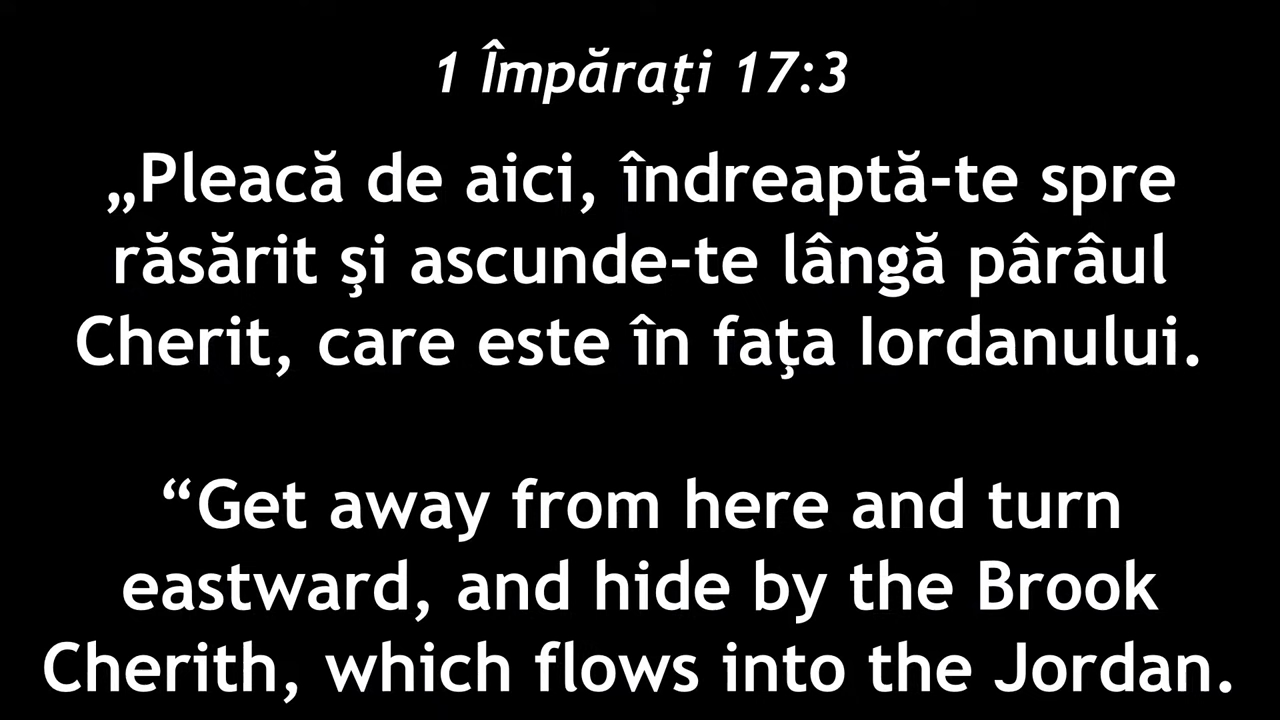 1 Împăraţi 17:3
„Pleacă de aici, îndreaptă-te spre
răsărit şi ascunde-te lângă pârâul
Cherit, care este în faţa Iordanului.
“Get away from here and turn
eastward, and hide by the Brook
Cherith, which flows into the Jordan.